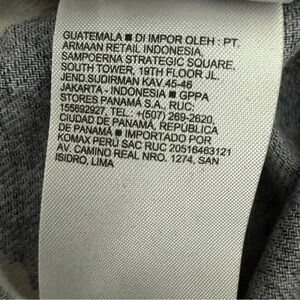 GUATEMALA ■ DI IMPOR OLEH : PT.
ARMAAN RETAIL INDONESIA,
SAMPOERNA STRATEGIC SQUARE,
SOUTH TOWER, 19TH FLOOR JL.
JEND.SUDIRMAN KAV.45-46
JAKARTA - INDONESIA ■ GPPA
STORES PANAMÁ S.A., RUC:
155692927. TEL: +(507) 269-2620,
CIUDAD DE PANAMÁ, REPÚBLICA
DE PANAMÁ ■ IMPORTADO POR
KOMAX PERU SAC RUC 20516463121
AV. CAMINO REAL NRO. 1274, SAN
ISIDRO, LIMA